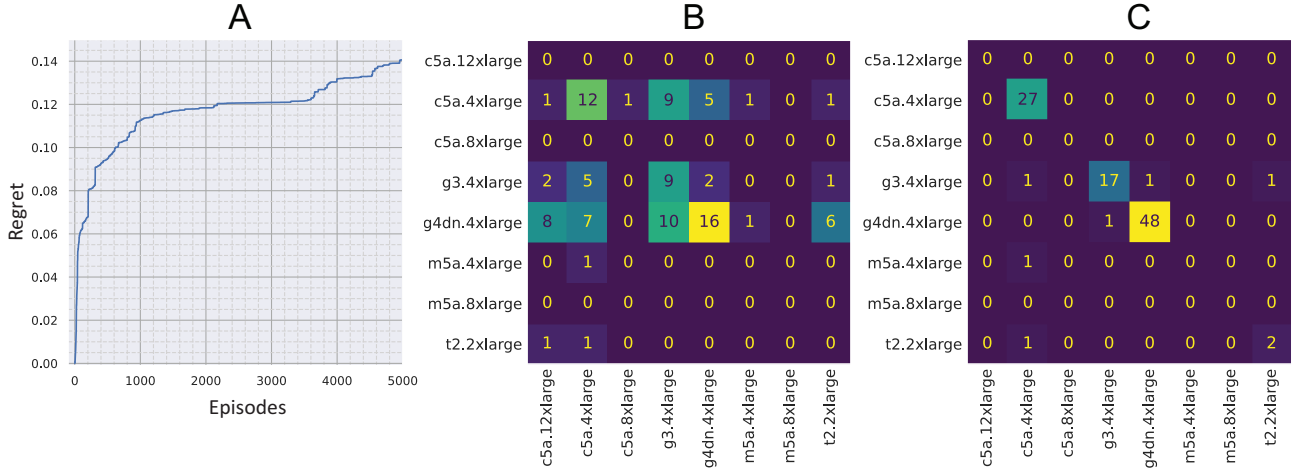 A
B
C
Regret
0.14
0.12
0.10
0.08
0.06
0.04
0.02
0.00
0 1000 2000 3000 4000 5000
Episodes
c5a.12xlarge 0 0 0 0 0 0 0 0
c5a.4xlarge 1 12 1 9 5 1 0 1
c5a.8xlarge 0 0 0 0 0 0 0 0
g3.4xlarge 2 5 0 9 2 0 0 1
g4dn.4xlarge 8 7 0 10 16 1 0 6
m5a.4xlarge 0 1 0 0 0 0 0 0
m5a.8xlarge 0 0 0 0 0 0 0 0
t2.2xlarge 1 1 0 0 0 0 0 0
c5a.12xlarge
c5a.4xlarge
c5a.8xlarge
g3.4xlarge
g4dn.4xlarge
m5a.4xlarge
m5a.8xlarge
t2.2xlarge
c5a.12xlarge 0 0 0 0 0 0 0 0
c5a.4xlarge 0 27 0 0 0 0 0 0
c5a.8xlarge 0 0 0 0 0 0 0 0
g3.4xlarge 0 1 0 17 1 0 0 1
g4dn.4xlarge 0 0 0 1 48 0 0 0
m5a.4xlarge 0 1 0 0 0 0 0 0
m5a.8xlarge 0 0 0 0 0 0 0 0
t2.2xlarge 0 1 0 0 0 0 0 2
c5a.12xlarge
c5a.4xlarge
c5a.8xlarge
g3.4xlarge
g4dn.4xlarge
m5a.4xlarge
m5a.8xlarge
t2.2xlarge